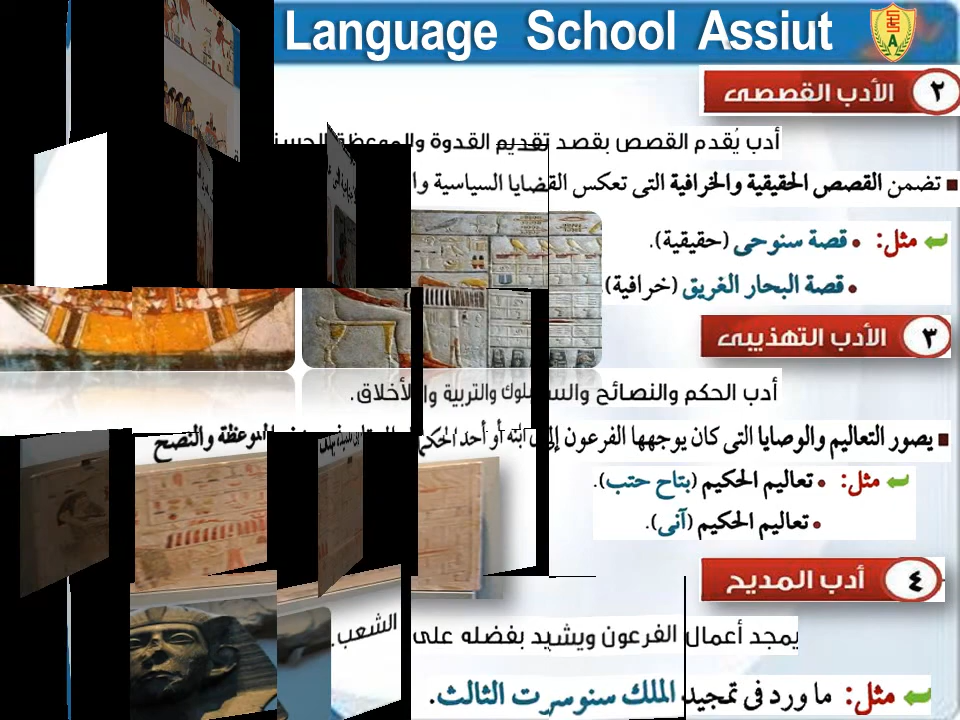 Language School Assiut
٢ الأدب القصصى
أدب يُقدم القصص بقصد تقديم القدوة والموعظة
■ تضمن القصص الحقيقية والخرافية التى تعكس القضايا السياسية
مثل: • قصة سنوحى (حقيقية).
• قصة البحار الغريق (خرافية)
٣ الأدب التهذيبى
أدب الحكم والنصائح والسلوك والتربية والأخلاق.
■ يصور التعاليم والوصايا التى كان يوجهها الفرعون إلى ابنه أو أحد الموعظة والنصح
مثل: • تعاليم الحكيم (بتاح حتب).
• تعاليم الحكيم (آنى).
٤ أدب المديح
يمجد أعمال الفرعون ويشيد بفضله على الشعب.
مثل: ما ورد فى تمجيد الملك سنوسرت الثالث.